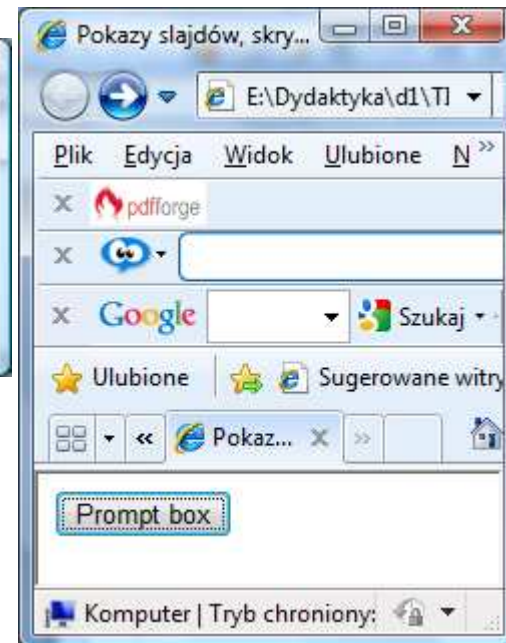 Pokazy slajdów, skry...
E:\Dydaktyka\d1\TI
Plik Edycja Widok Ulubione N »
x pdfforge
x
x Google Szukaj
Ulubione Sugerowane witry
« Pokaz... x »
Prompt box
Komputer | Tryb chroniony: